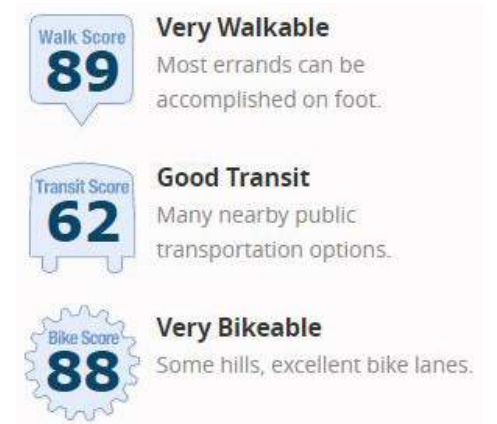 Walk Score
89
Very Walkable
Most errands can be
accomplished on foot.
Transit Score
62
Good Transit
Many nearby public
transportation options.
Bike Score
88
Very Bikeable
Some hills, excellent bike lanes.